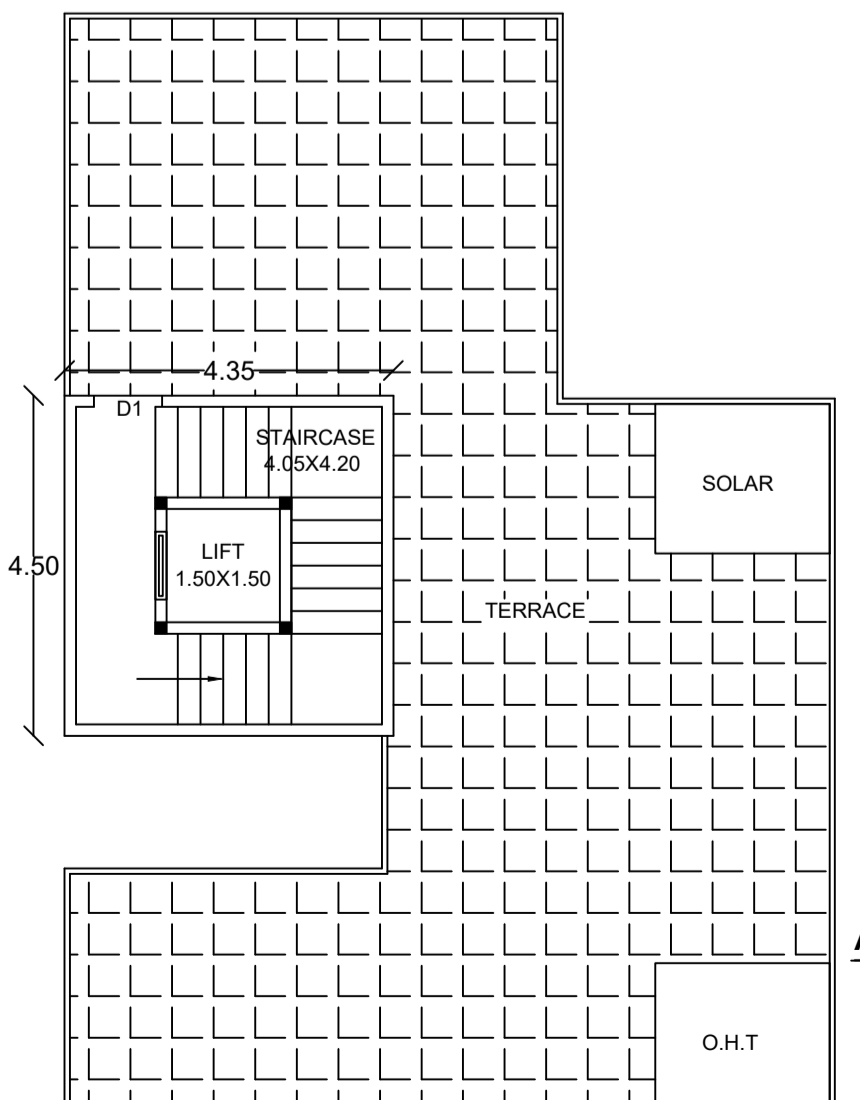 4.35
D1
STAIRCASE
4.05X4.20
SOLAR
LIFT
1.50X1.50
4.50
TERRACE
A
O.H.T